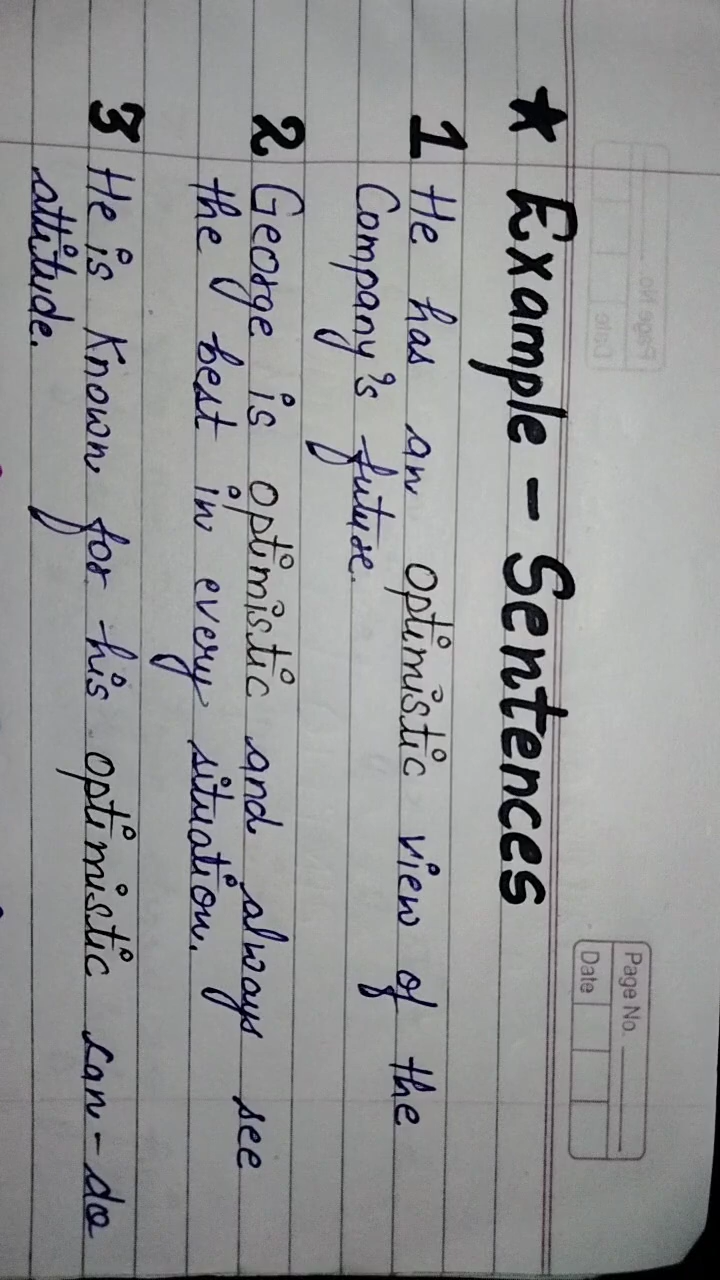 Page No.
Date
★ Example - Sentences
1 He has an optimistic view of the
Company's future.
2 George is optimistic and always see
the best in every situation.
3 He is Known for his optimistic can-do
attitude.